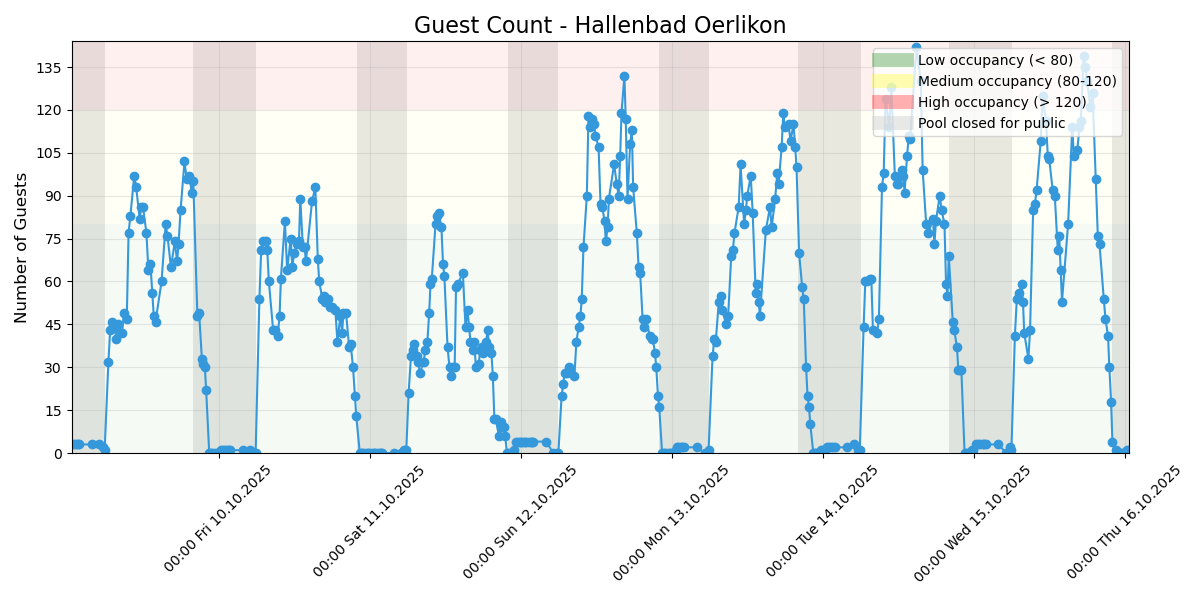 Guest Count - Hallenbad Oerlikon
Number of Guests
135
120
105
90
75
60
45
30
15
0
Low occupancy (< 80)
Medium occupancy (80-120)
High occupancy (> 120)
Pool closed for public
00:00 Fri 10.10.2025
00:00 Sat 11.10.2025
00:00 Sun 12.10.2025
00:00 Mon 13.10.2025
00:00 Tue 14.10.2025
00:00 Wed 15.10.2025
00:00 Thu 16.10.2025